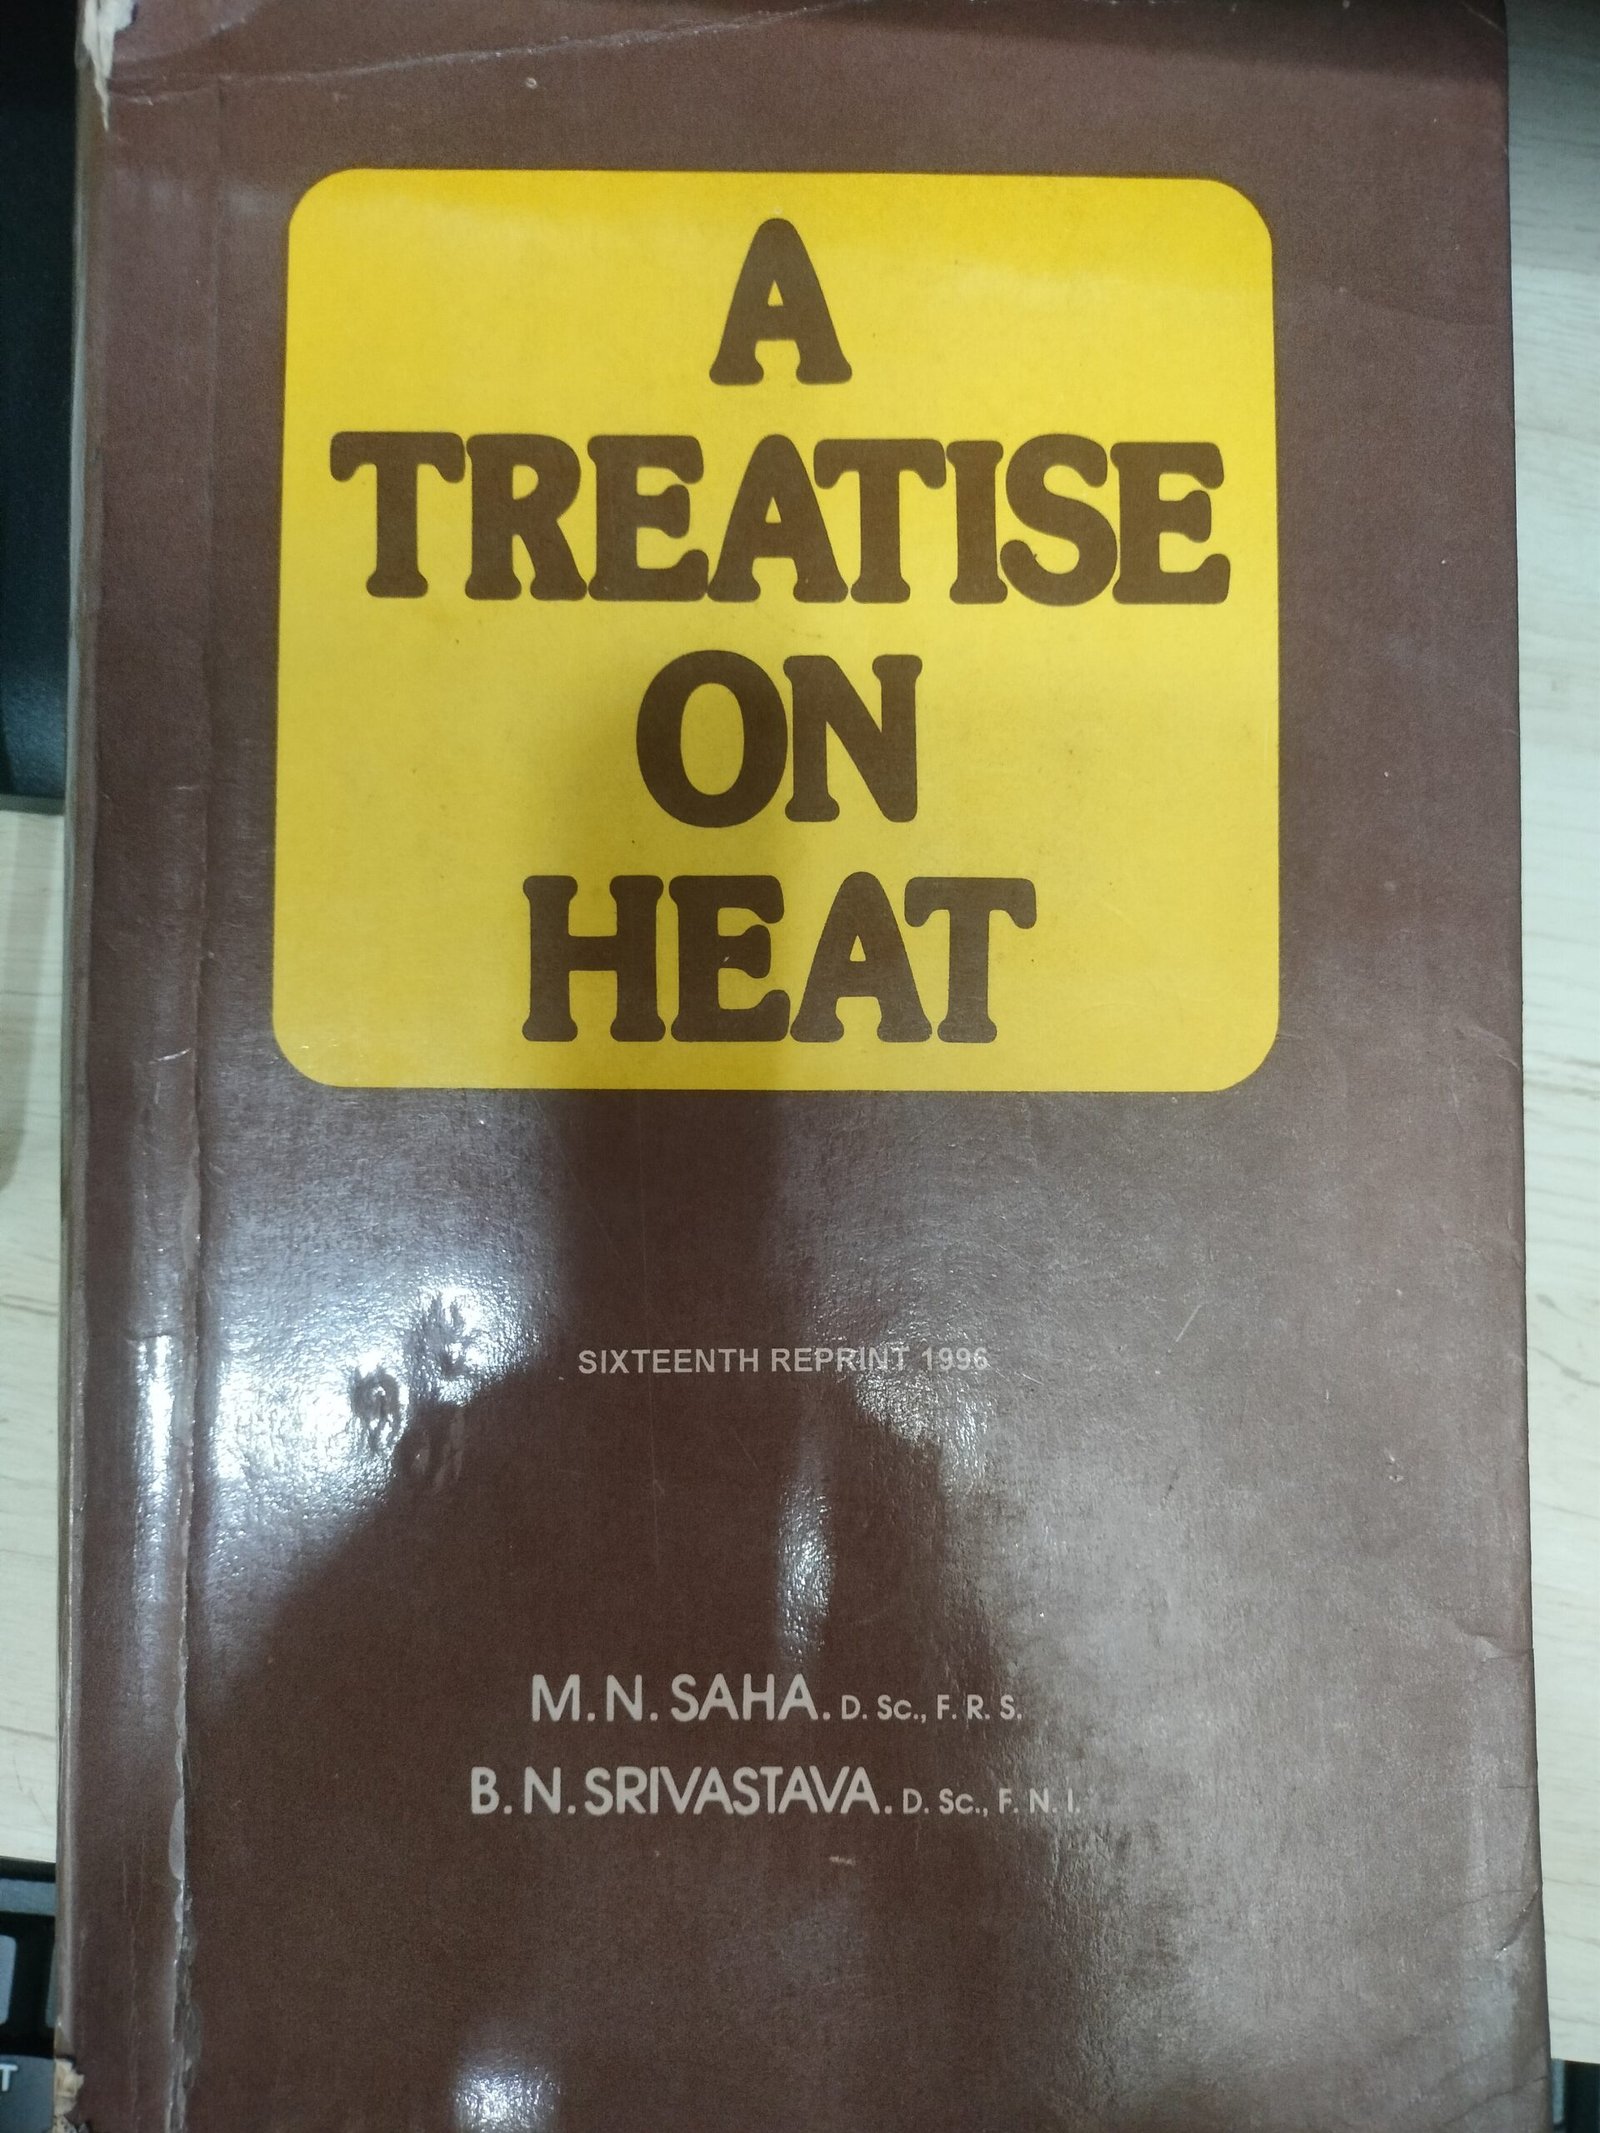 A
TREATISE
ON
HEAT
SIXTEENTH REPRINT 1996
M. N. SAHA. D. Sc., F. R. S.
B. N. SRIVASTAVA. D. Sc., F. N. I.
T